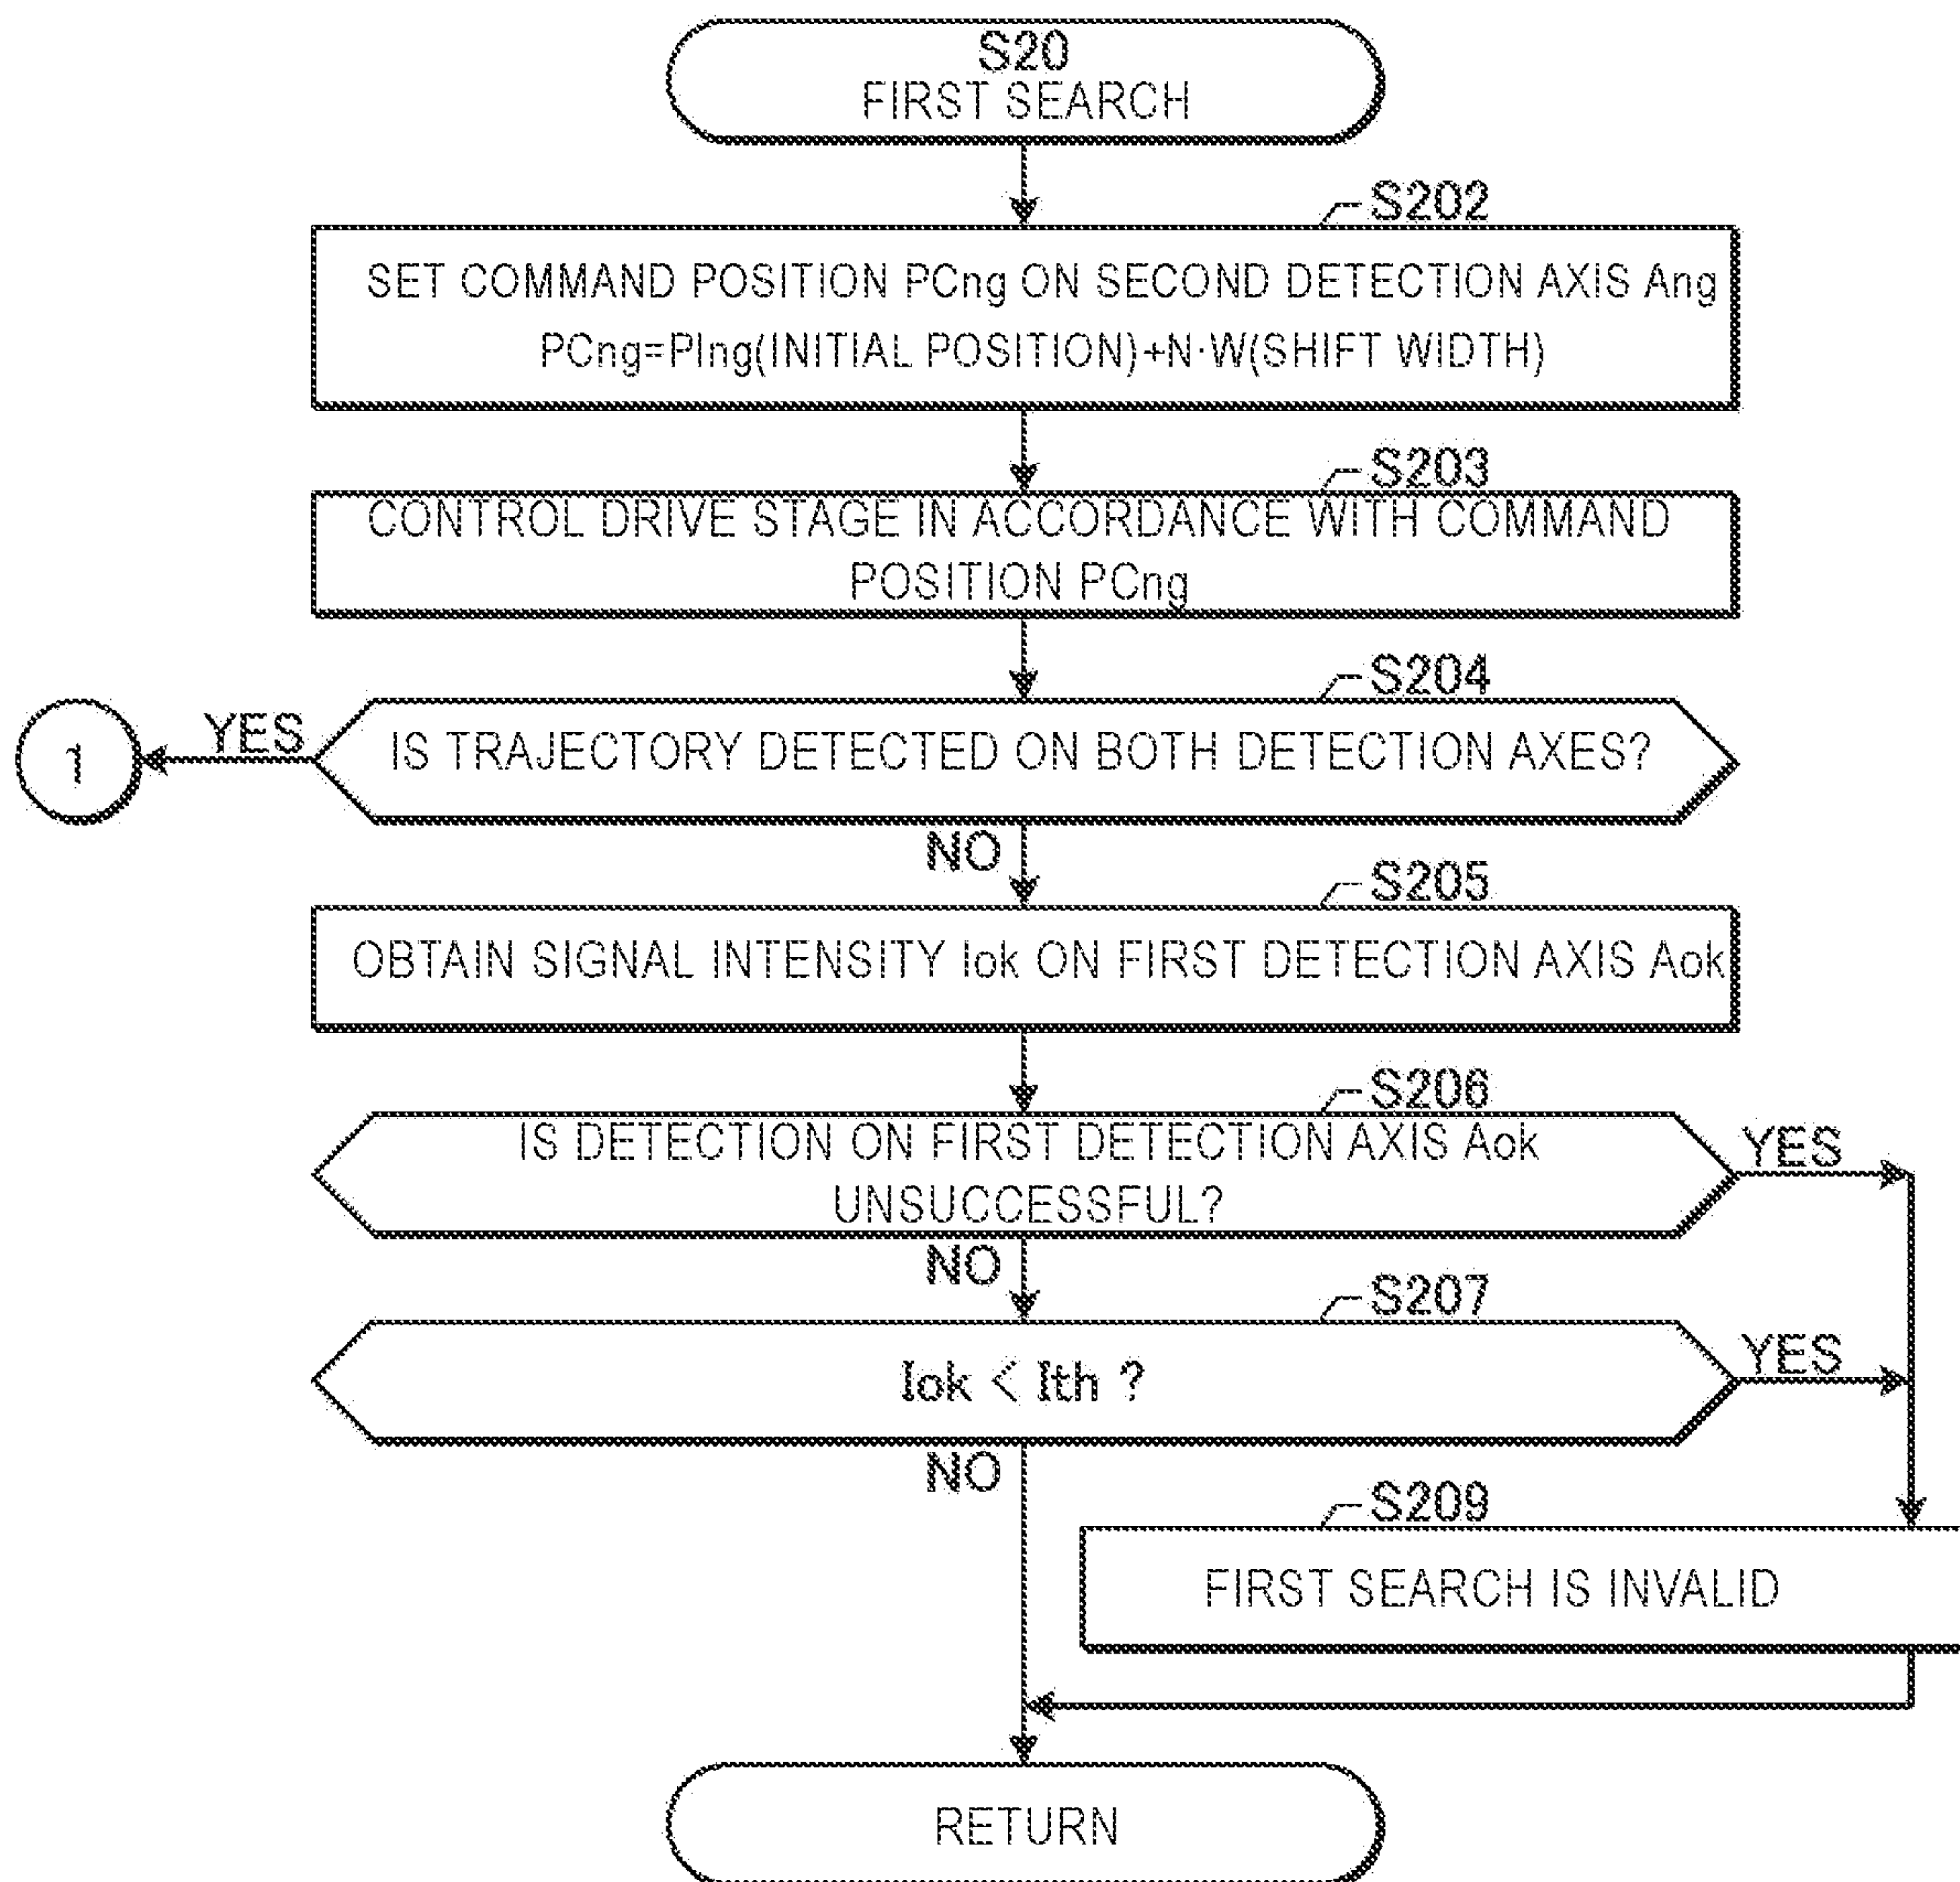 S20
FIRST SEARCH
S202
SET COMMAND POSITION PCng ON SECOND DETECTION AXIS Ang
PCng=PIng(INITIAL POSITION)+N·W(SHIFT WIDTH)
S203
CONTROL DRIVE STAGE IN ACCORDANCE WITH COMMAND
POSITION PCng
S204
1
YES
IS TRAJECTORY DETECTED ON BOTH DETECTION AXES?
NO
S205
OBTAIN SIGNAL INTENSITY Iok ON FIRST DETECTION AXIS Aok
S206
IS DETECTION ON FIRST DETECTION AXIS Aok
UNSUCCESSFUL?
YES
NO
S207
Iok < Ith ?
YES
NO
S209
FIRST SEARCH IS INVALID
RETURN